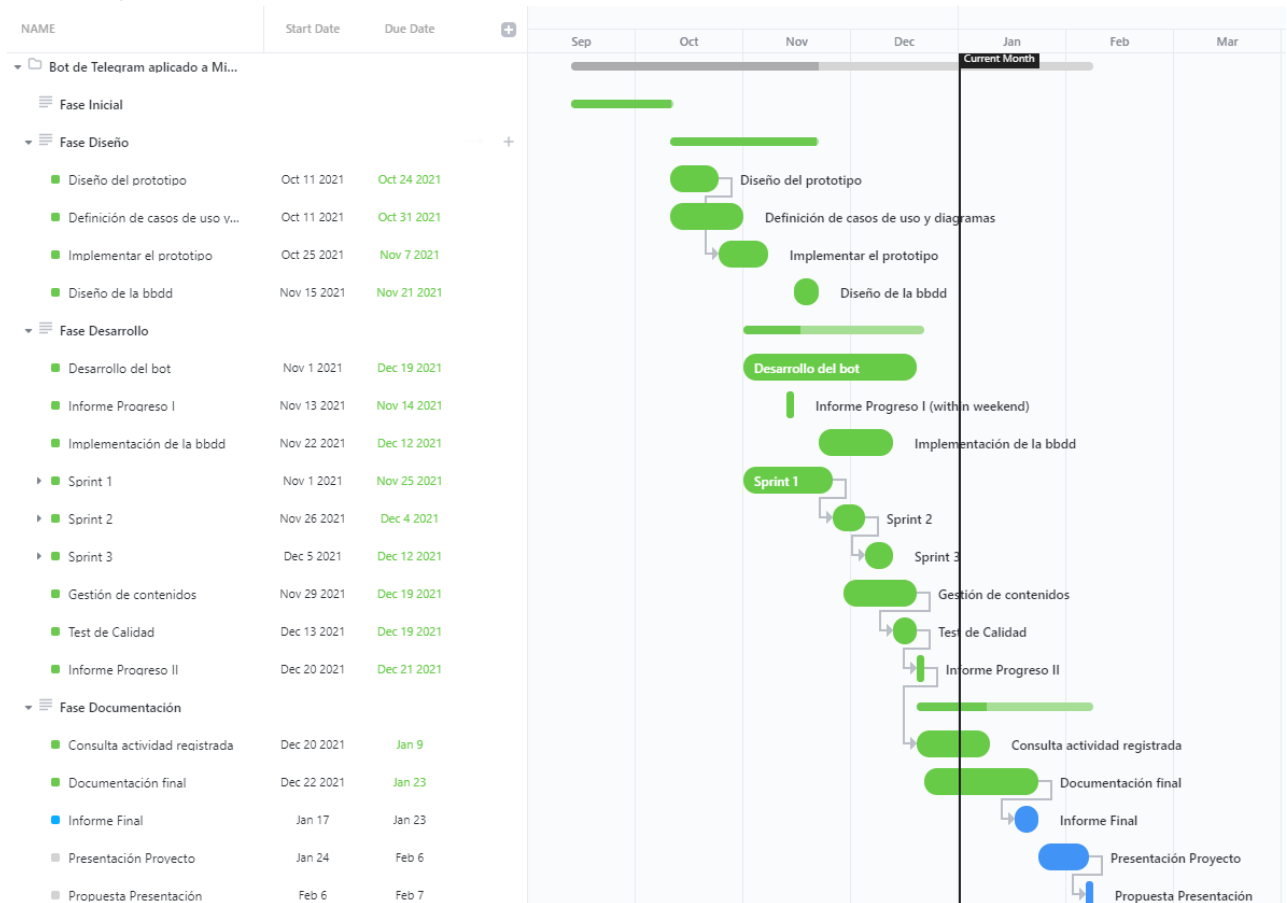 NAME Start Date Due Date
Sep Oct Nov Dec Jan Feb Mar
Current Month
Bot de Telegram aplicado a Mi...
Fase Inicial
Fase Diseño
Diseño del prototipo Oct 11 2021 Oct 24 2021 Diseño del prototipo
Definición de casos de uso y... Oct 11 2021 Oct 31 2021 Definición de casos de uso y diagramas
Implementar el prototipo Oct 25 2021 Nov 7 2021 Implementar el prototipo
Diseño de la bbdd Nov 15 2021 Nov 21 2021 Diseño de la bbdd
Fase Desarrollo
Desarrollo del bot Nov 1 2021 Dec 19 2021 Desarrollo del bot
Informe Progreso I Nov 13 2021 Nov 14 2021 Informe Progreso I (within weekend)
Implementación de la bbdd Nov 22 2021 Dec 12 2021 Implementación de la bbdd
Sprint 1 Nov 1 2021 Nov 25 2021 Sprint 1
Sprint 2 Nov 26 2021 Dec 4 2021 Sprint 2
Sprint 3 Dec 5 2021 Dec 12 2021 Sprint 3
Gestión de contenidos Nov 29 2021 Dec 19 2021 Gestión de contenidos
Test de Calidad Dec 13 2021 Dec 19 2021 Test de Calidad
Informe Progreso II Dec 20 2021 Dec 21 2021 Informe Progreso II
Fase Documentación
Consulta actividad registrada Dec 20 2021 Jan 9 Consulta actividad registrada
Documentación final Dec 22 2021 Jan 23 Documentación final
Informe Final Jan 17 Jan 23 Informe Final
Presentación Proyecto Jan 24 Feb 6 Presentación Proyecto
Propuesta Presentación Feb 6 Feb 7 Propuesta Presentación